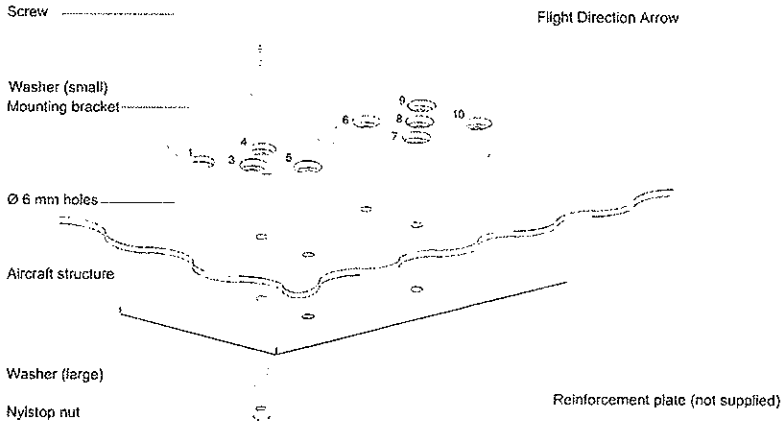 Screw
Flight Direction Arrow
Washer (small)
Mounting bracket
9
6
8
10
7
4
1
3
5
Ø 6 mm holes
Aircraft structure
Washer (large)
Nylstop nut
Reinforcement plate (not supplied)